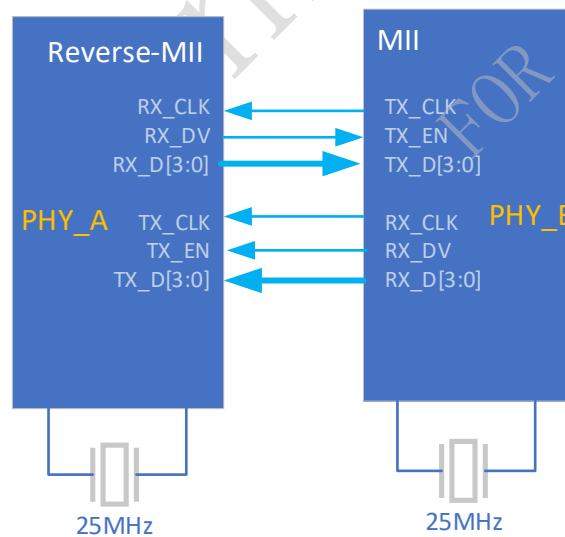 Reverse-MII
RX_CLK
RX_DV
RX_D[3:0]
PHY_A
TX_CLK
TX_EN
TX_D[3:0]
25MHz
MII
TX_CLK
TX_EN
TX_D[3:0]
RX_CLK
RX_DV
RX_D[3:0]
25MHz
FOR